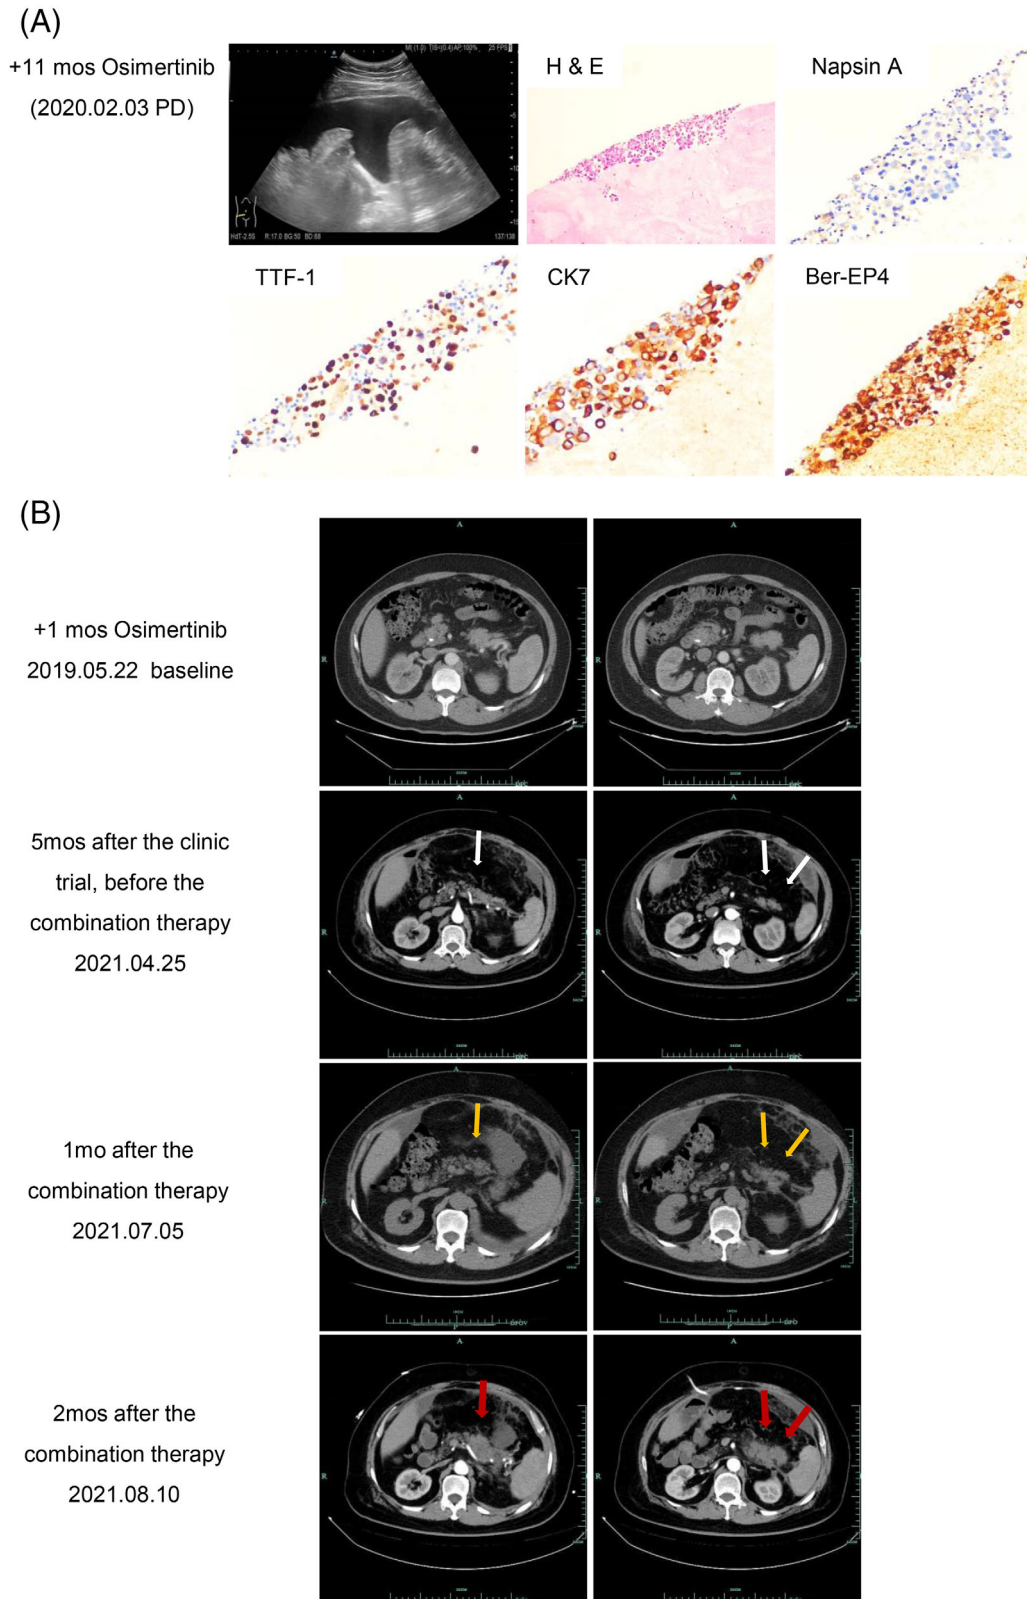 (A)
+11 mos Osimertinib
(2020.02.03 PD)
H & E
Napsin A
TTF-1
CK7
Ber-EP4
(B)
+1 mos Osimertinib
2019.05.22 baseline
5mos after the clinic
trial, before the
combination therapy
2021.04.25
1mo after the
combination therapy
2021.07.05
2mos after the
combination therapy
2021.08.10